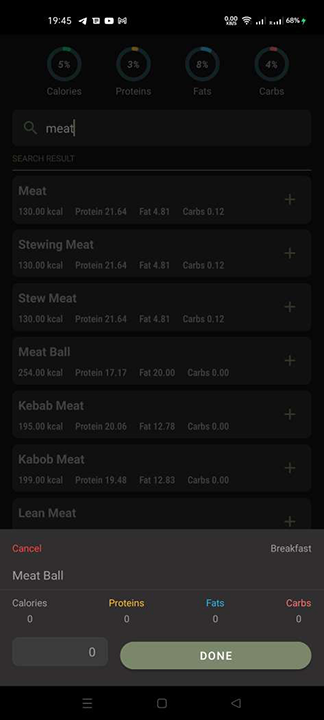 19:45 0.00 KB/S 68%
5% 3% 8% 4%
Calories Proteins Fats Carbs
meat
SEARCH RESULT
Meat
130.00 kcal Protein 21.64 Fat 4.81 Carbs 0.12
Stewing Meat
130.00 kcal Protein 21.64 Fat 4.81 Carbs 0.12
Stew Meat
130.00 kcal Protein 21.64 Fat 4.81 Carbs 0.12
Meat Ball
254.00 kcal Protein 17.17 Fat 20.00 Carbs 0.00
Kebab Meat
195.00 kcal Protein 20.06 Fat 12.78 Carbs 0.00
Kabob Meat
199.00 kcal Protein 19.48 Fat 12.83 Carbs 0.00
Lean Meat
Cancel Breakfast
Meat Ball
Calories Proteins Fats Carbs
0 0 0 0
0 DONE